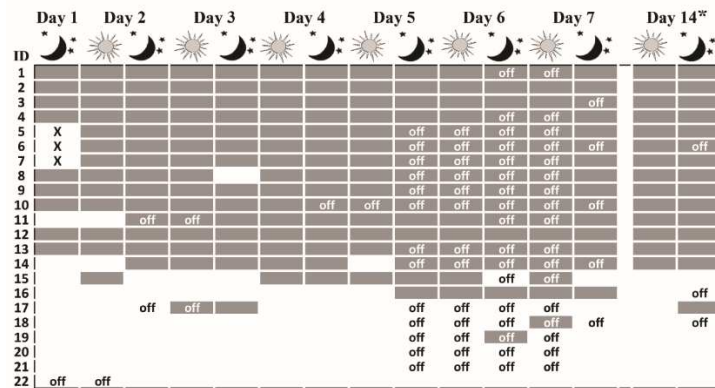 Day 1 Day 2 Day 3 Day 4 Day 5 Day 6 Day 7 Day 14*
ID
1 off off
2
3 off
4 off off
5 X off off off off
6 X off off off off off off
7 X off off off off
8 off off off off
9 off off off off
10 off off off off off off off
11 off off off off
12
13 off off off off
14 off off off off off
15 off off
16 off
17 off off off off off off
18 off off off off off off
19 off off off off
20 off off off off
21 off off off off
22 off off